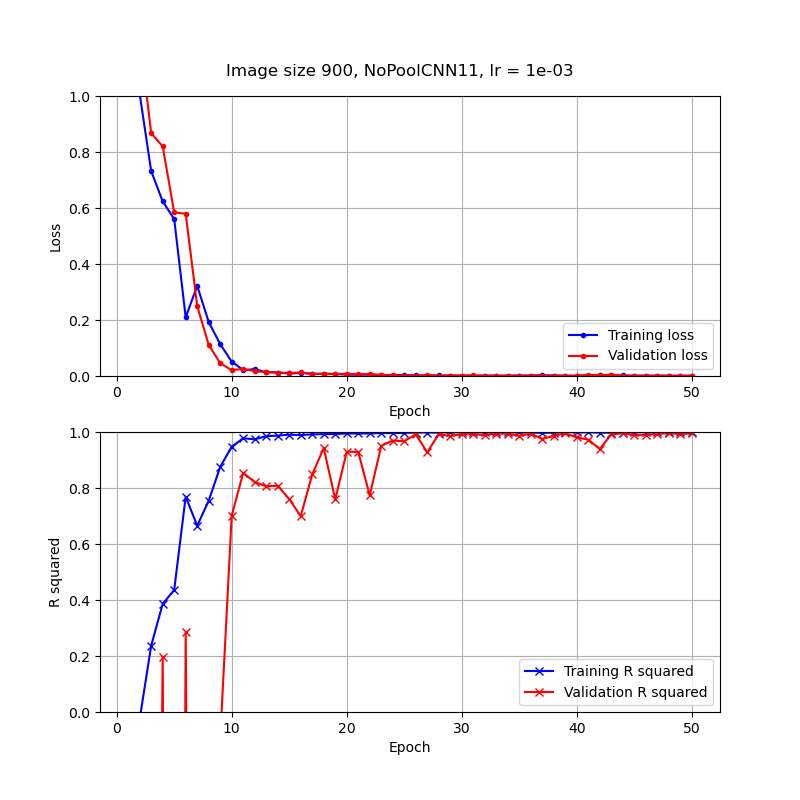 Image size 900, NoPoolCNN11, lr = 1e-03
1.0
0.8
0.6
0.4
0.2
0.0
Loss
Training loss
Validation loss
0 10 20 30 40 50
Epoch
1.0
0.8
0.6
0.4
0.2
0.0
R squared
Training R squared
Validation R squared
0 10 20 30 40 50
Epoch